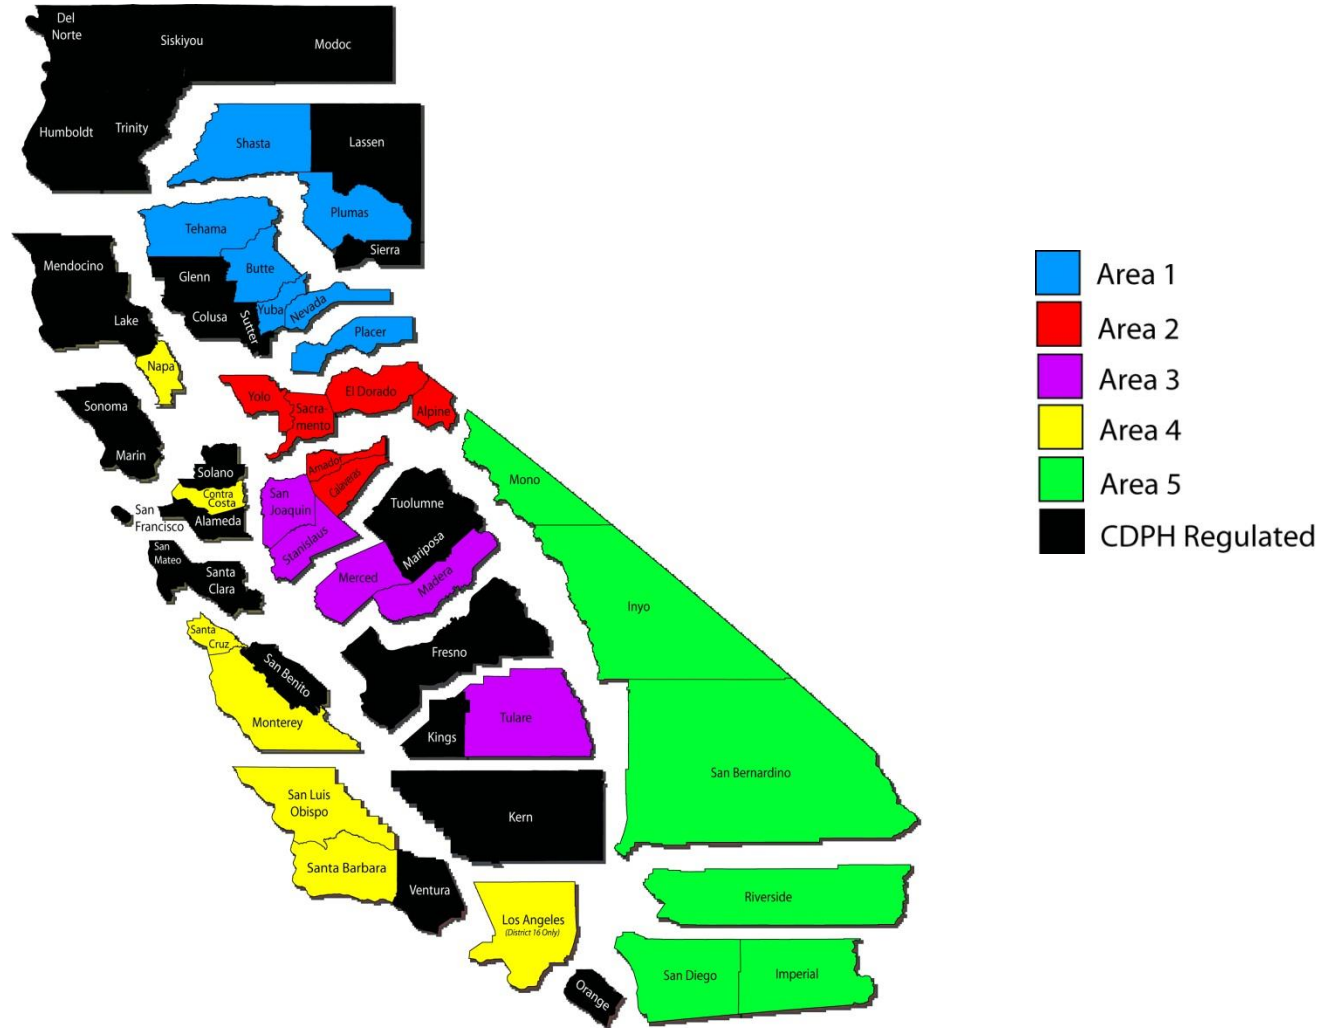 Del
Norte
Siskiyou
Modoc
Humboldt
Trinity
Shasta
Lassen
Plumas
Sierra
Tehama
Butte
Glenn
Colusa
Sutter
Yuba
Nevada
Placer
Mendocino
Lake
Napa
Sonoma
Marin
Yolo
Sacra-
mento
El Dorado
Alpine
Amador
Calaveras
Solano
Contra
Costa
Alameda
San
Francisco
San
Mateo
Santa
Clara
San
Joaquin
Stanislaus
Tuolumne
Mariposa
Merced
Madera
Mono
Inyo
Santa
Cruz
San Benito
Monterey
Fresno
Kings
Tulare
San Bernardino
San Luis
Obispo
Santa Barbara
Kern
Ventura
Los Angeles
(District 16 Only)
Orange
Riverside
San Diego
Imperial
Area 1
Area 2
Area 3
Area 4
Area 5
CDPH Regulated